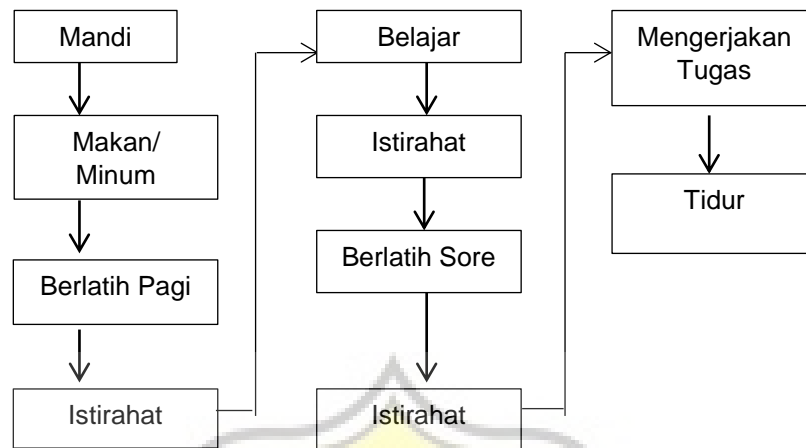 Mandi
Makan/
Minum
Berlatih Pagi
Istirahat
Belajar
Istirahat
Berlatih Sore
Istirahat
Mengerjakan
Tugas
Tidur